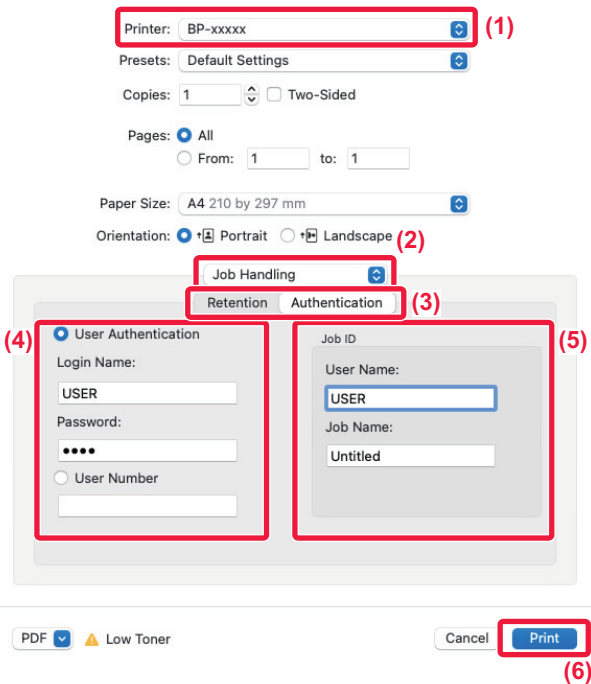 Printer: BP-xxxxx (1)
Presets: Default Settings
Copies: 1 Two-Sided
Pages: All
From: 1 to: 1
Paper Size: A4 210 by 297 mm
Orientation: Portrait Landscape (2)
Job Handling
Retention Authentication (3)
(4) User Authentication
Login Name:
USER
Password:
••••
User Number
Job ID (5)
User Name:
USER
Job Name:
Untitled
PDF Low Toner Cancel Print
(6)